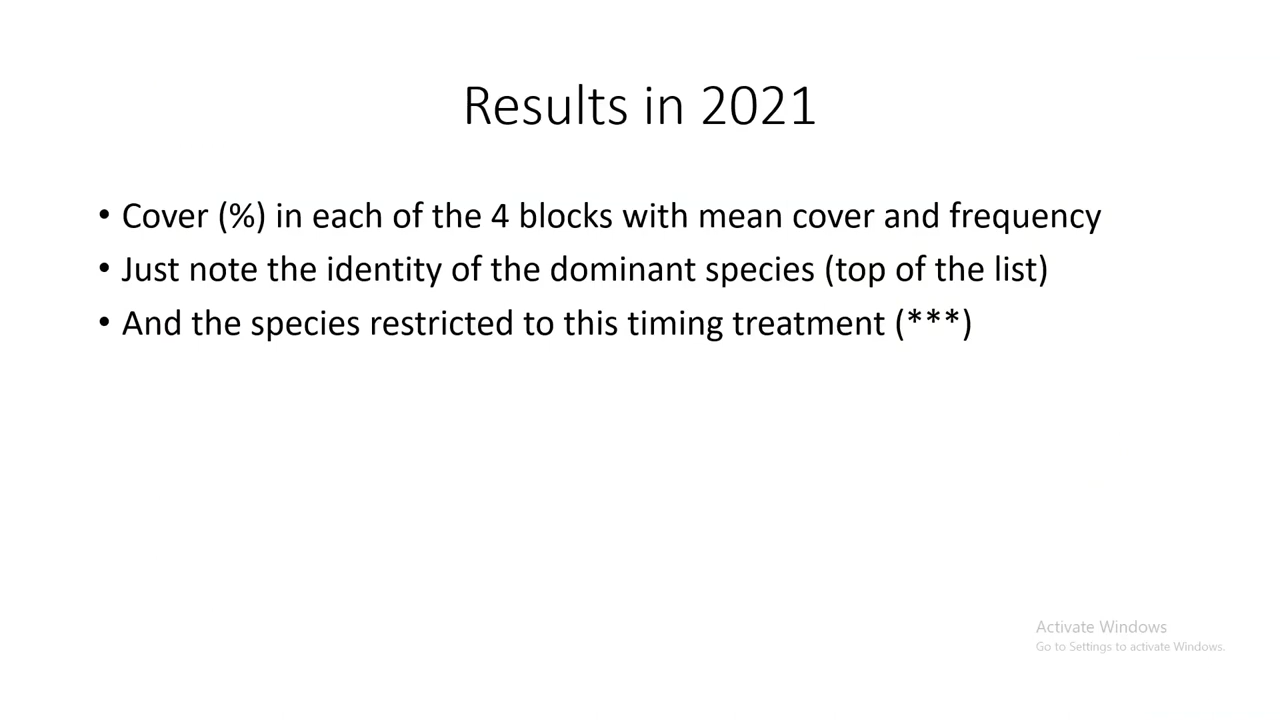 Results in 2021
• Cover (%) in each of the 4 blocks with mean cover and frequency
• Just note the identity of the dominant species (top of the list)
• And the species restricted to this timing treatment (***)
Activate Windows
Go to Settings to activate Windows.